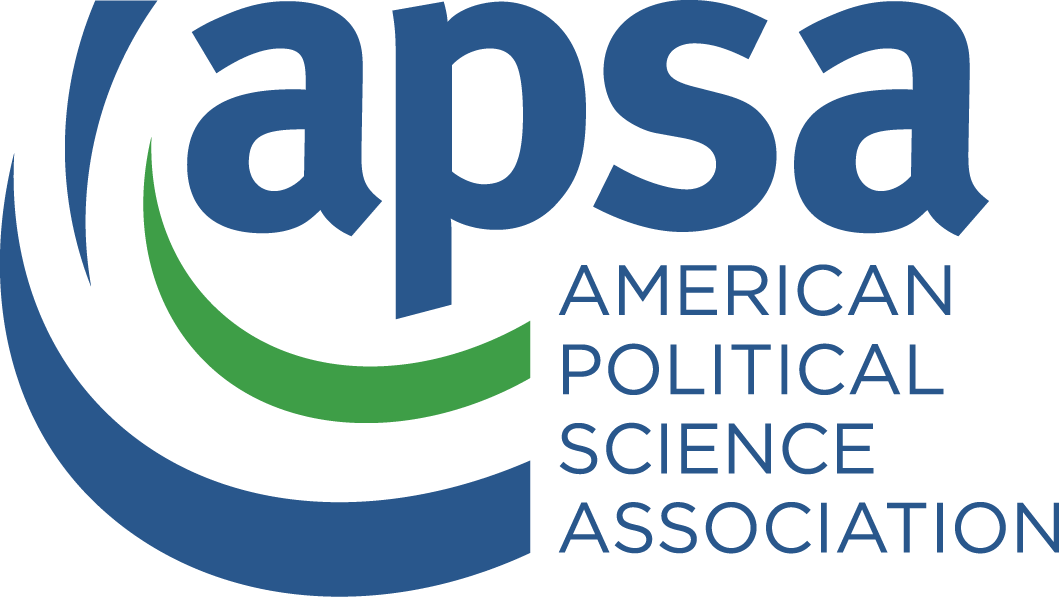 apsa
AMERICAN
POLITICAL
SCIENCE
ASSOCIATION